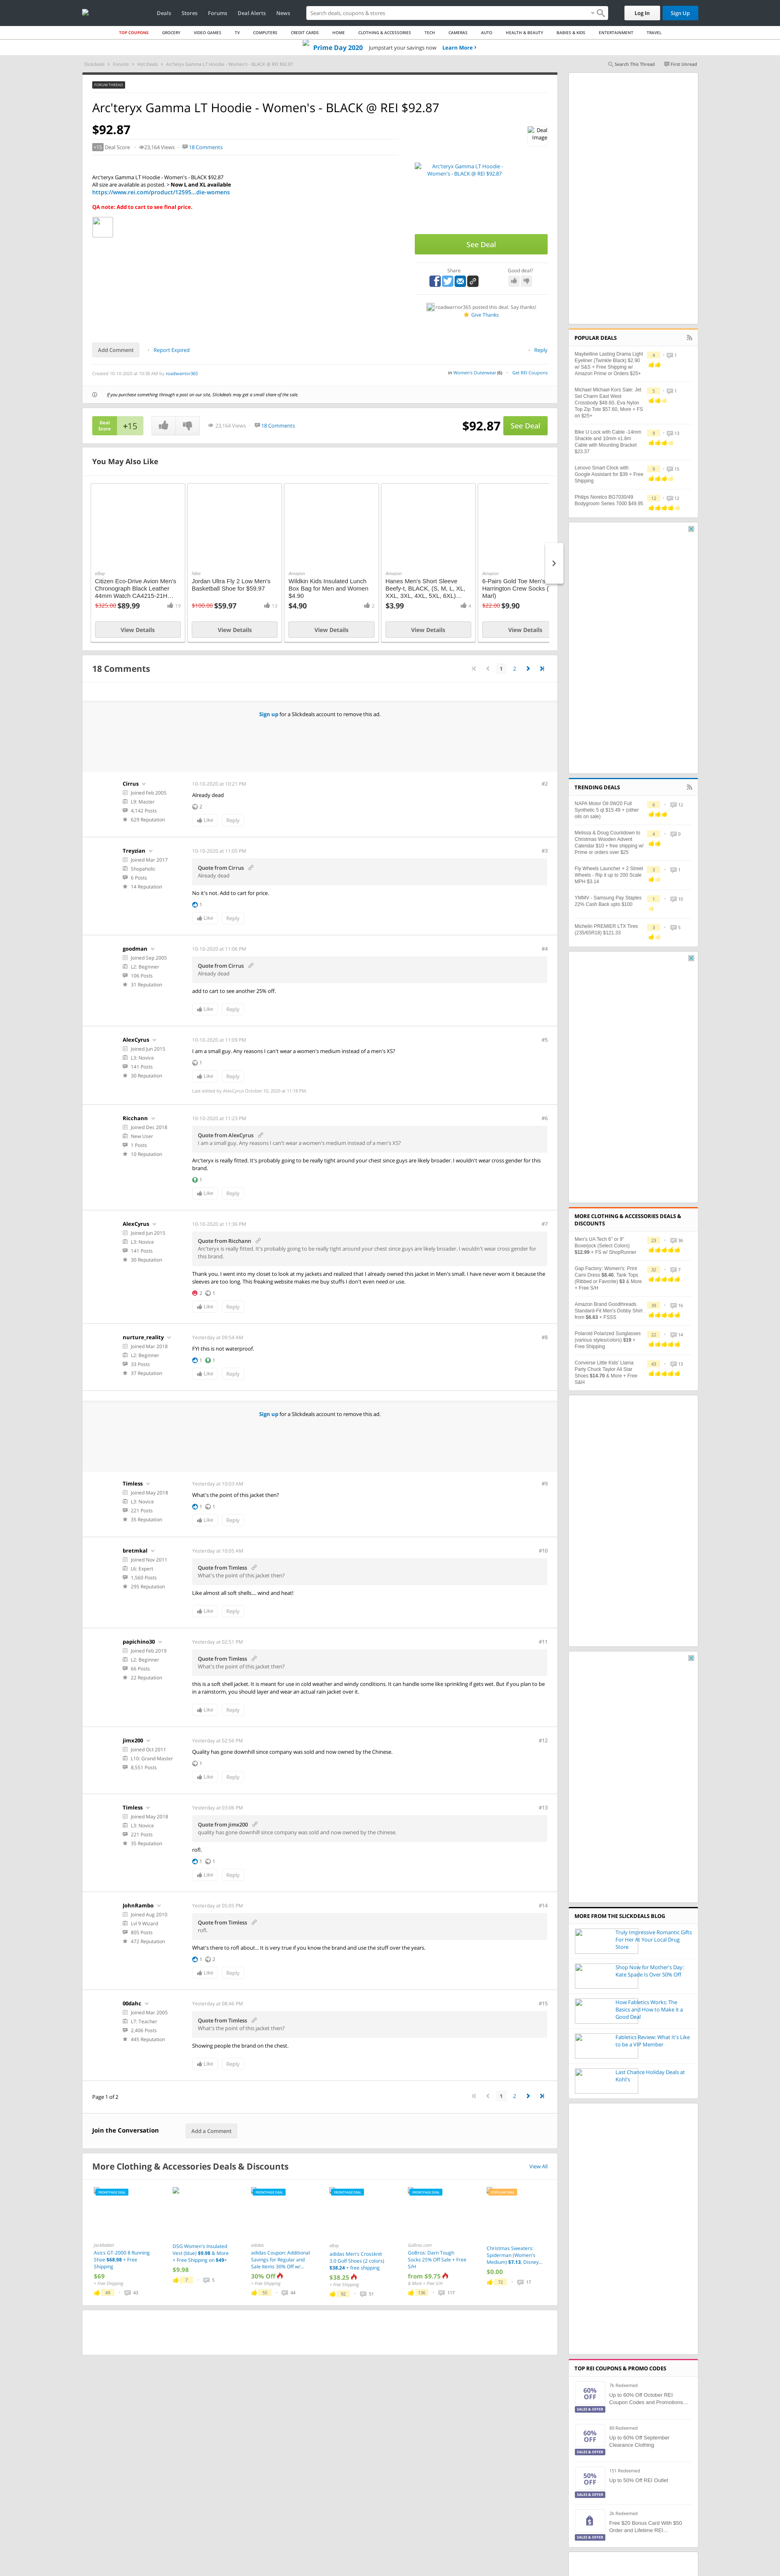 Deals Stores Forums Deal Alerts News
Search deals, coupons & stores
Log In
Sign Up
TOP COUPONS GROCERY VIDEO GAMES TV COMPUTERS CREDIT CARDS HOME CLOTHING & ACCESSORIES TECH CAMERAS AUTO HEALTH & BEAUTY BABIES & KIDS ENTERTAINMENT TRAVEL
Prime Day 2020 Jumpstart your savings now Learn More ›
Slickdeals > Forums > Hot Deals > Arc'teryx Gamma LT Hoodie - Women's - BLACK @ REI $92.87
Search This Thread First Unread
FORUM THREAD
Arc'teryx Gamma LT Hoodie - Women's - BLACK @ REI $92.87
$92.87
+15 Deal Score 23,164 Views 18 Comments
Deal Image
Arc'teryx Gamma LT Hoodie - Women's - BLACK $92.87
All size are available as posted. > Now L and XL available
https://www.rei.com/product/12595...die-womens
QA note: Add to cart to see final price.
Arc'teryx Gamma LT Hoodie - Women's - BLACK @ REI $92.87
See Deal
Share
Good deal?
roadwarrior365 posted this deal. Say thanks!
Give Thanks
Add Comment
Report Expired
Reply
Created 10-10-2020 at 10:38 AM by roadwarrior365
in Women's Outerwear (6) Get REI Coupons
If you purchase something through a post on our site, Slickdeals may get a small share of the sale.
Deal Score +15
23,164 Views 18 Comments
$92.87 See Deal
You May Also Like
eBay
Citizen Eco-Drive Avion Men's Chronograph Black Leather 44mm Watch CA4215-21H...
$325.00 $89.99 19
View Details
Nike
Jordan Ultra Fly 2 Low Men's Basketball Shoe for $59.97
$100.00 $59.97 13
View Details
Amazon
Wildkin Kids Insulated Lunch Box Bag for Men and Women $4.90
$4.90 2
View Details
Amazon
Hanes Men's Short Sleeve Beefy-t, BLACK, (S, M, L, XL, XXL, 3XL, 4XL, 5XL, 6XL)...
$3.99 4
View Details
Amazon
6-Pairs Gold Toe Men's Harrington Crew Socks ( Marl)
$22.00 $9.90
View Details
18 Comments
1 2
Sign up for a Slickdeals account to remove this ad.
Cirrus
Joined Feb 2005
L9: Master
4,142 Posts
629 Reputation
10-10-2020 at 10:21 PM
#2
Already dead
2
Like Reply
Treyzian
Joined Mar 2017
Shopaholic
6 Posts
14 Reputation
10-10-2020 at 11:05 PM
#3
Quote from Cirrus
Already dead
No it's not. Add to cart for price.
1
Like Reply
goodman
Joined Sep 2005
L2: Beginner
106 Posts
31 Reputation
10-10-2020 at 11:06 PM
#4
Quote from Cirrus
Already dead
add to cart to see another 25% off.
Like Reply
AlexCyrus
Joined Jun 2015
L3: Novice
141 Posts
30 Reputation
10-10-2020 at 11:09 PM
#5
I am a small guy. Any reasons I can't wear a women's medium instead of a men's XS?
1
Like Reply
Last edited by AlexCyrus October 10, 2020 at 11:18 PM.
Ricchann
Joined Dec 2018
New User
1 Posts
10 Reputation
10-10-2020 at 11:23 PM
#6
Quote from AlexCyrus
I am a small guy. Any reasons I can't wear a women's medium instead of a men's XS?
Arc'teryx is really fitted. It's probably going to be really tight around your chest since guys are likely broader. I wouldn't wear cross gender for this brand.
1
Like Reply
AlexCyrus
Joined Jun 2015
L3: Novice
141 Posts
30 Reputation
10-10-2020 at 11:36 PM
#7
Quote from Ricchann
Arc'teryx is really fitted. It's probably going to be really tight around your chest since guys are likely broader. I wouldn't wear cross gender for this brand.
Thank you. I went into my closet to look at my jackets and realized that I already owned this jacket in Men's small. I have never worn it because the sleeves are too long. This freaking website makes me buy stuffs I don't even need or use.
2 1
Like Reply
nurture_reality
Joined Mar 2018
L2: Beginner
33 Posts
37 Reputation
Yesterday at 09:54 AM
#8
FYI this is not waterproof.
1 1
Like Reply
Sign up for a Slickdeals account to remove this ad.
Timless
Joined May 2018
L3: Novice
221 Posts
35 Reputation
Yesterday at 10:03 AM
#9
What's the point of this jacket then?
1 1
Like Reply
bretmkal
Joined Nov 2011
L6: Expert
1,560 Posts
295 Reputation
Yesterday at 10:05 AM
#10
Quote from Timless
What's the point of this jacket then?
Like almost all soft shells.... wind and heat!
Like Reply
papichino30
Joined Feb 2019
L2: Beginner
66 Posts
22 Reputation
Yesterday at 02:51 PM
#11
Quote from Timless
What's the point of this jacket then?
this is a soft shell jacket. It is meant for use in cold weather and windy conditions. It can handle some like sprinkling if gets wet. But if you plan to be in a rainstorm, you should layer and wear an actual rain jacket over it.
Like Reply
jimx200
Joined Oct 2011
L10: Grand Master
8,551 Posts
Yesterday at 02:56 PM
#12
Quality has gone downhill since company was sold and now owned by the Chinese.
1
Like Reply
Timless
Joined May 2018
L3: Novice
221 Posts
35 Reputation
Yesterday at 03:06 PM
#13
Quote from jimx200
quality has gone downhill since company was sold and now owned by the chinese.
rofl.
1 1
Like Reply
JohnRambo
Joined Aug 2010
Lvl 9 Wizard
805 Posts
472 Reputation
Yesterday at 05:05 PM
#14
Quote from Timless
rofl.
What's there to rofl about... It is very true if you know the brand and use the stuff over the years.
1 2
Like Reply
00dahc
Joined Mar 2005
L7: Teacher
2,406 Posts
445 Reputation
Yesterday at 08:46 PM
#15
Quote from Timless
What's the point of this jacket then?
Showing people the brand on the chest.
Like Reply
Page 1 of 2
1 2
Join the Conversation
Add a Comment
More Clothing & Accessories Deals & Discounts
View All
FRONTPAGE DEAL
JackRabbit
Asics GT-2000 8 Running Shoe $68.98 + Free Shipping
$69
+ Free Shipping
49 43
DSG Women's Insulated Vest (blue) $9.98 & More + Free Shipping on $49+
$9.98
7 5
FRONTPAGE DEAL
adidas
adidas Coupon: Additional Savings for Regular and Sale Items 30% Off w/...
30% Off
+ Free Shipping
55 44
FRONTPAGE DEAL
eBay
adidas Men's Crossknit 3.0 Golf Shoes (2 colors) $38.24 + free shipping
$38.25
+ Free Shipping
92 51
FRONTPAGE DEAL
GoBros.com
GoBros: Darn Tough Socks 25% Off Sale + Free S/H
from $9.75
& More + Free S/H
136 117
POPULAR DEAL
Christmas Sweaters: Spiderman (Women's Medium) $7.13, Disney...
$0.00
72 17
POPULAR DEALS
Maybelline Lasting Drama Light Eyeliner (Twinkle Black) $2.90 w/ S&S + Free Shipping w/ Amazon Prime or Orders $25+
4 1
Michael Michael Kors Sale: Jet Set Charm East West Crossbody $49.60, Eva Nylon Top Zip Tote $57.60, More + FS on $25+
5 1
Bike U Lock with Cable -14mm Shackle and 10mm x1.8m Cable with Mounting Bracket $23.37
9 13
Lenovo Smart Clock with Google Assistant for $39 + Free Shipping
9 15
Philips Norelco BG7030/49 Bodygroom Series 7000 $49.95
12 12
TRENDING DEALS
NAPA Motor Oil 0W20 Full Synthetic 5 qt $15.49 + (other oils on sale)
6 12
Melissa & Doug Countdown to Christmas Wooden Advent Calendar $10 + free shipping w/ Prime or orders over $25
4 0
Fly Wheels Launcher + 2 Street Wheels - Rip it up to 200 Scale MPH $3.14
3 1
YMMV - Samsung Pay Staples 22% Cash Back upto $100
1 10
Michelin PREMIER LTX Tires (235/65R18) $121.33
3 5
MORE CLOTHING & ACCESSORIES DEALS & DISCOUNTS
Men's UA Tech 6" or 9" Boxerjock (Select Colors) $12.99 + FS w/ ShopRunner
23 36
Gap Factory: Women's: Print Cami Dress $8.40, Tank Tops (Ribbed or Favorite) $3 & More + Free S/H
32 7
Amazon Brand Goodthreads Standard-Fit Men's Dobby Shirt from $6.63 + FSSS
39 16
Polaroid Polarized Sunglasses (various styles/colors) $19 + Free Shipping
22 14
Converse Little Kids' Llama Party Chuck Taylor All Star Shoes $14.70 & More + Free S&H
43 13
MORE FROM THE SLICKDEALS BLOG
Truly Impressive Romantic Gifts For Her At Your Local Drug Store
Shop Now for Mother's Day: Kate Spade Is Over 50% Off
How Fabletics Works: The Basics and How to Make it a Good Deal
Fabletics Review: What It's Like to be a VIP Member
Last Chance Holiday Deals at Kohl's
TOP REI COUPONS & PROMO CODES
60% OFF
SALES & OFFER
7k Redeemed
Up to 60% Off October REI Coupon Codes and Promotions...
60% OFF
SALES & OFFER
89 Redeemed
Up to 60% Off September Clearance Clothing
50% OFF
SALES & OFFER
151 Redeemed
Up to 50% Off REI Outlet
SALES & OFFER
2k Redeemed
Free $20 Bonus Card With $50 Order and Lifetime REI...